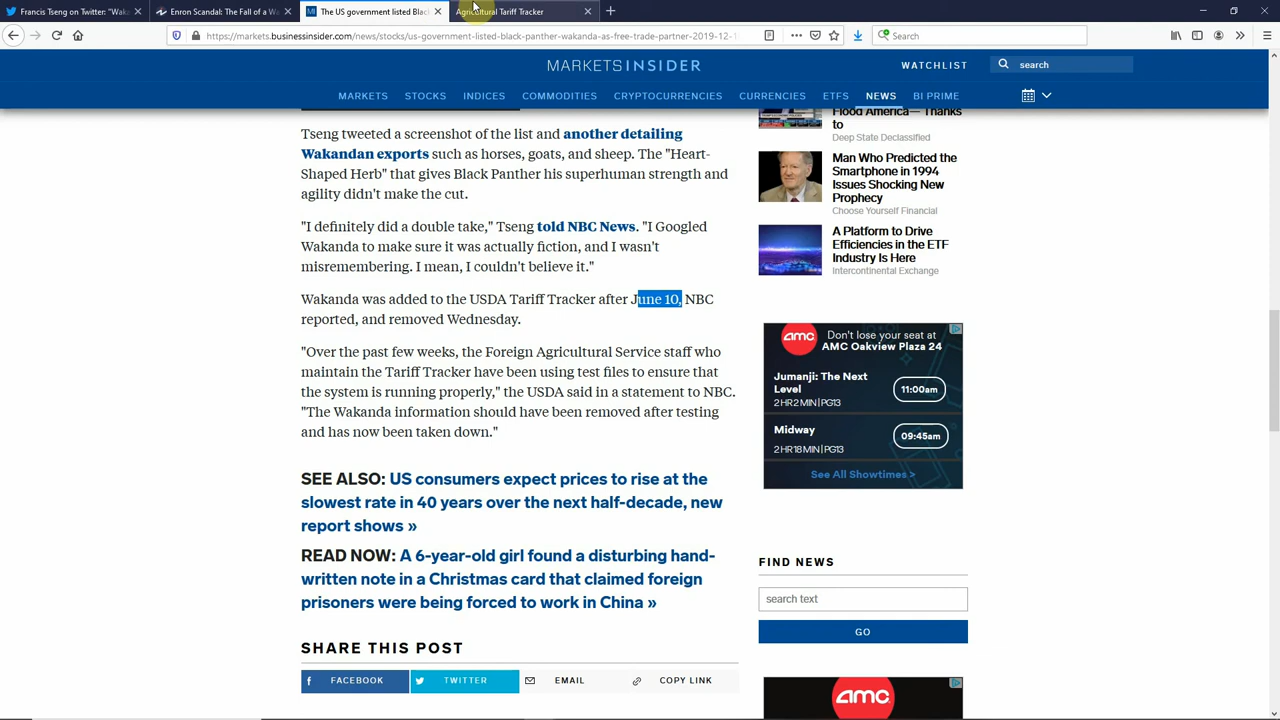 Francis Tseng on Twitter: "Wak
Enron Scandal: The Fall of a Wa
The US government listed Blac
Agricultural Tariff Tracker
https://markets.businessinsider.com/news/stocks/us-government-listed-black-panther-wakanda-as-free-trade-partner-2019-12-1
Search
MARKETS INSIDER
WATCHLIST
search
MARKETS
STOCKS
INDICES
COMMODITIES
CRYPTOCURRENCIES
CURRENCIES
ETFS
NEWS
BI PRIME
Tseng tweeted a screenshot of the list and another detailing
Wakandan exports such as horses, goats, and sheep. The "Heart-
Shaped Herb" that gives Black Panther his superhuman strength and
agility didn't make the cut.
"I definitely did a double take," Tseng told NBC News. "I Googled
Wakanda to make sure it was actually fiction, and I wasn't
misremembering. I mean, I couldn't believe it."
Wakanda was added to the USDA Tariff Tracker after June 10, NBC
reported, and removed Wednesday.
"Over the past few weeks, the Foreign Agricultural Service staff who
maintain the Tariff Tracker have been using test files to ensure that
the system is running properly," the USDA said in a statement to NBC.
"The Wakanda information should have been removed after testing
and has now been taken down."
SEE ALSO: US consumers expect prices to rise at the
slowest rate in 40 years over the next half-decade, new
report shows »
READ NOW: A 6-year-old girl found a disturbing hand-
written note in a Christmas card that claimed foreign
prisoners were being forced to work in China »
SHARE THIS POST
FACEBOOK
TWITTER
EMAIL
COPY LINK
Flood America— Thanks
to
Deep State Declassified
Man Who Predicted the
Smartphone in 1994
Issues Shocking New
Prophecy
Choose Yourself Financial
A Platform to Drive
Efficiencies in the ETF
Industry Is Here
Intercontinental Exchange
amc
Don't lose your seat at
AMC Oakview Plaza 24
Jumanji: The Next
Level
2 HR 2 MIN | PG13
11:00am
Midway
2 HR 18 MIN | PG13
09:45am
See All Showtimes >
FIND NEWS
search text
GO
amc